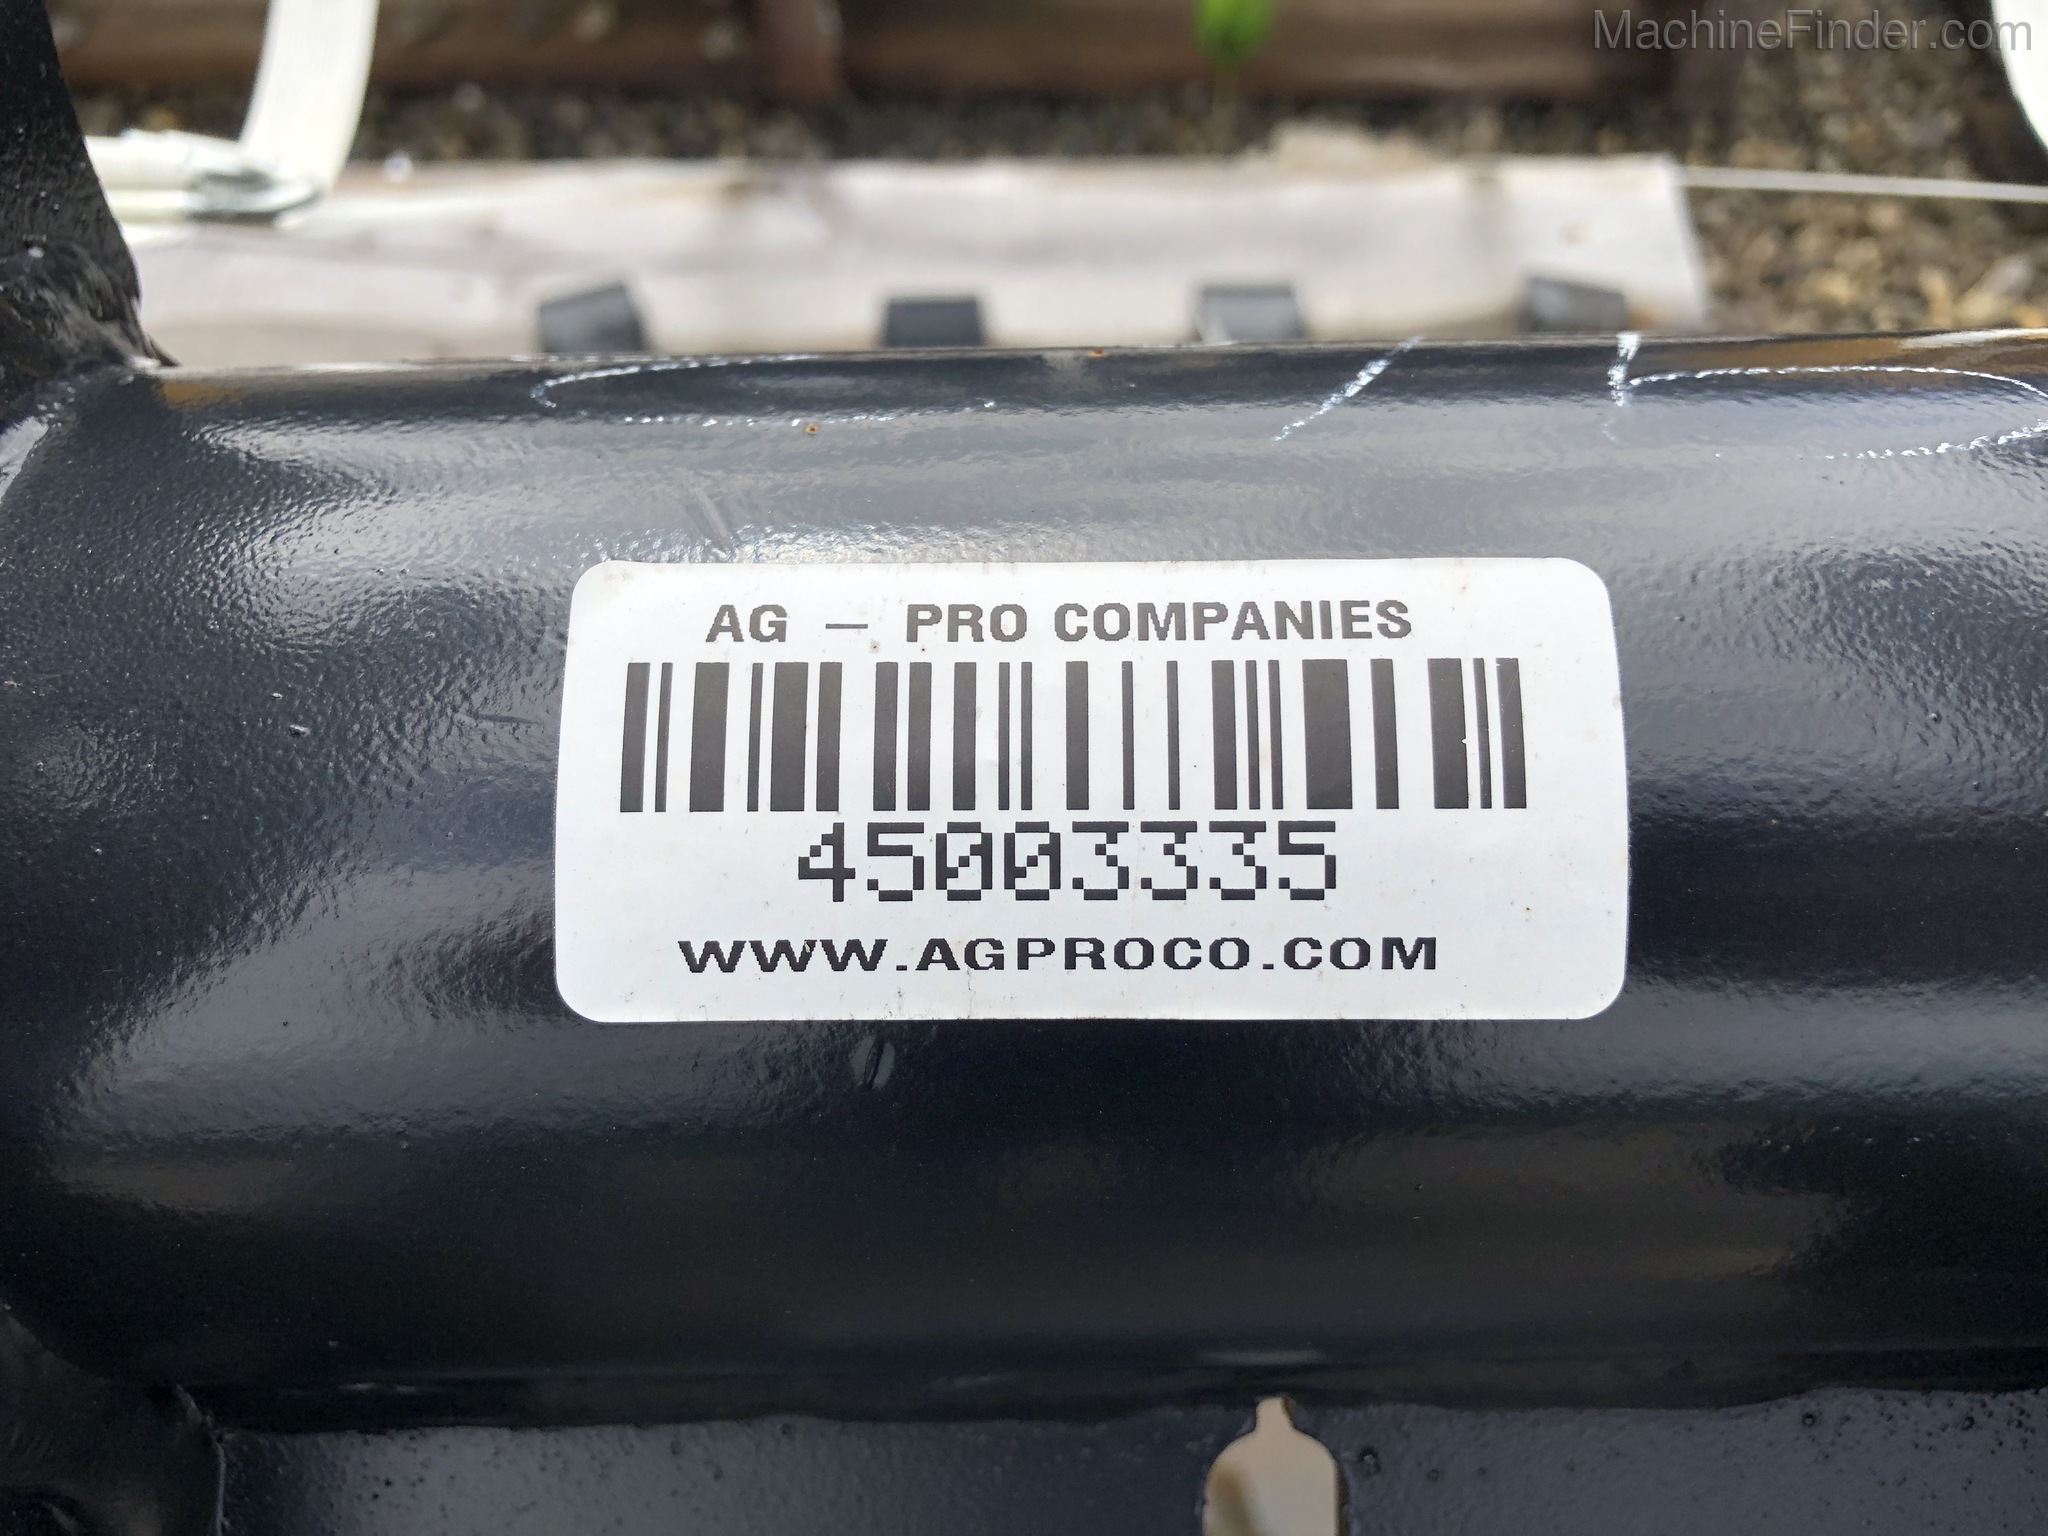 MachineFinder.com
AG - PRO COMPANIES
45003335
WWW.AGPROCO.COM